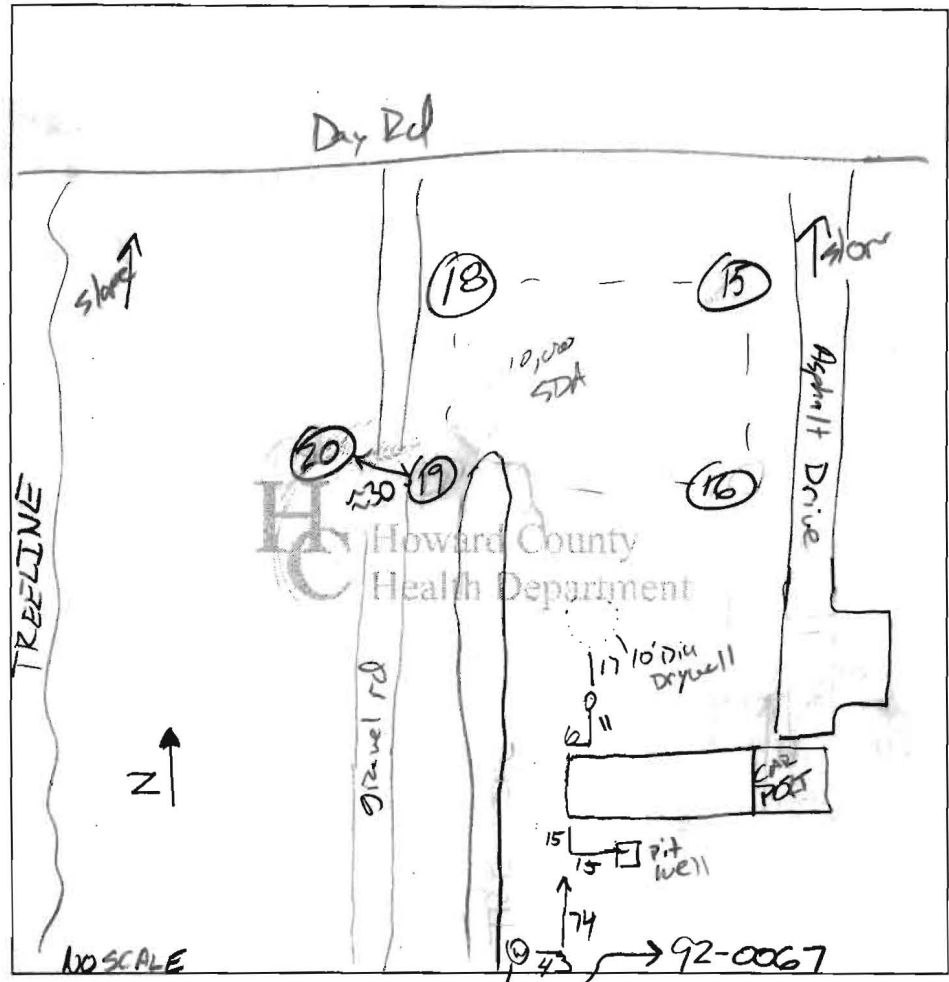 Day Rd
slope
18
15
slope
10,000
SDA
Asphalt Drive
20
≈30
19
16
TREELINE
HC
Howard County
Health Department
17
10' Dia
Drywell
gravel rd
6
11
N
CAR
PORT
15
15
pit
well
74
W
43
92-0067
NO SCALE